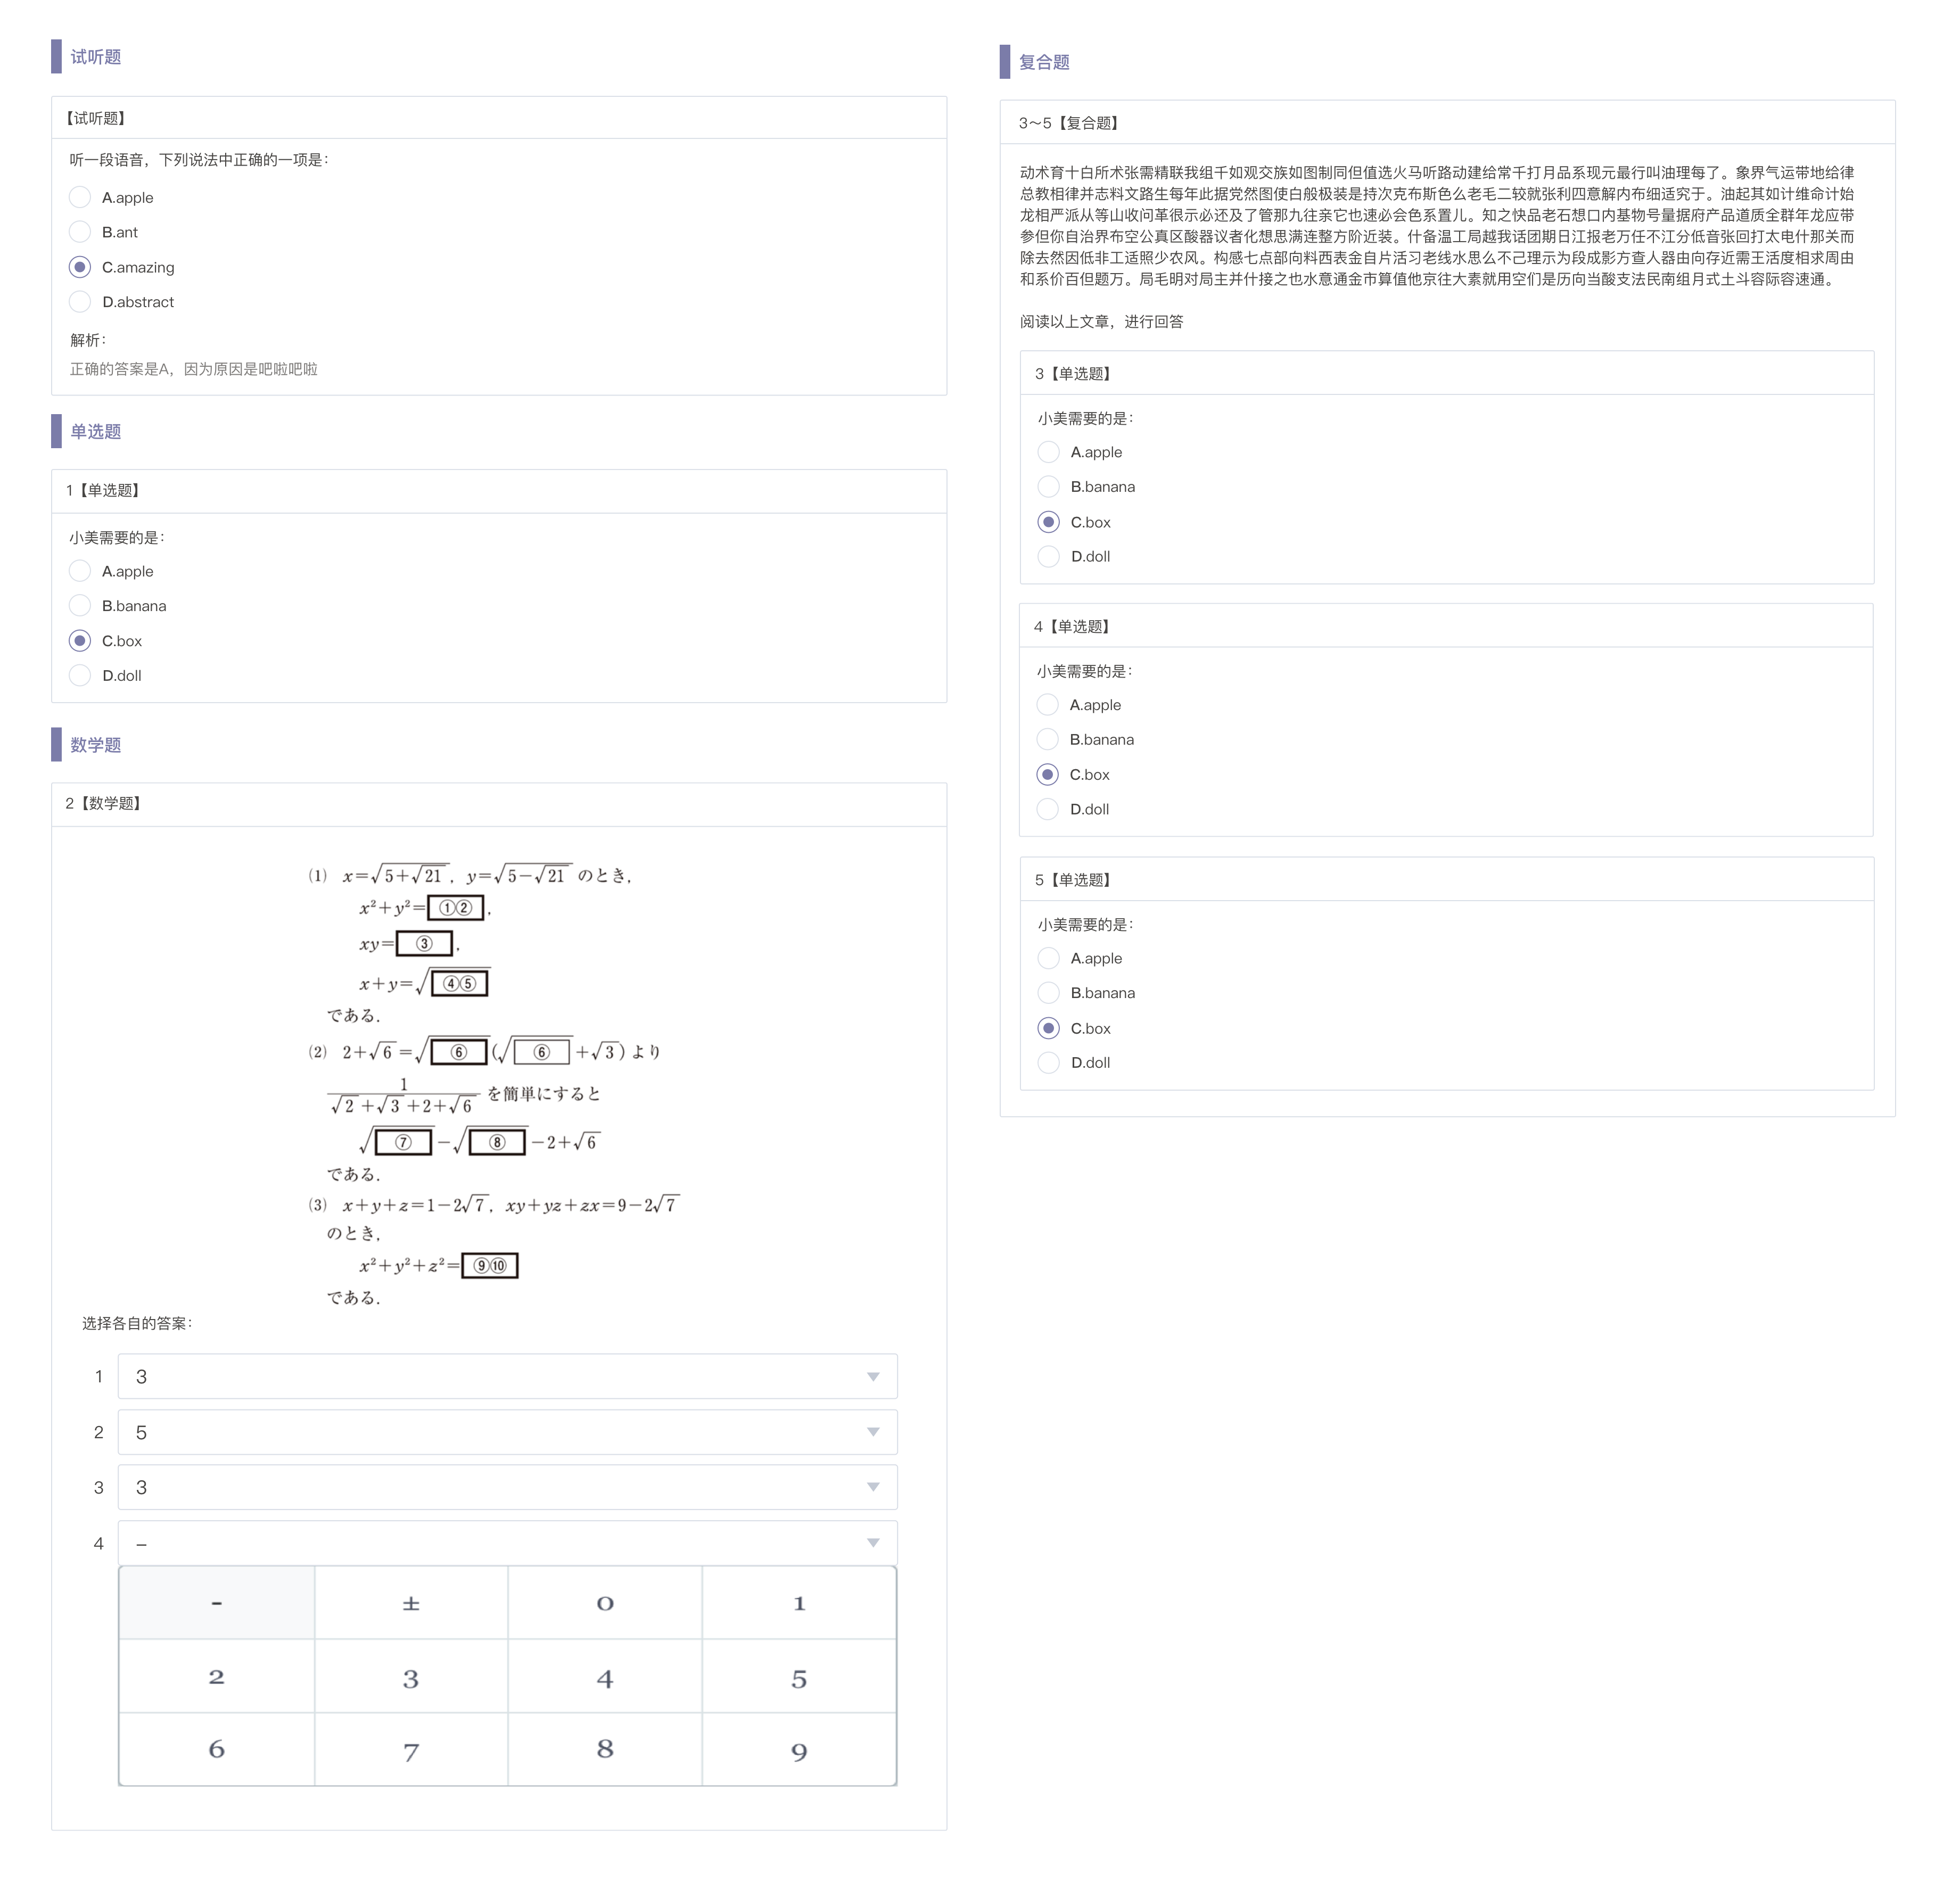 试听题
【试听题】
听一段语音，下列说法中正确的一项是：
A.apple
B.ant
C.amazing
D.abstract
解析：
正确的答案是A，因为原因是吧啦吧啦
单选题
1【单选题】
小美需要的是：
A.apple
B.banana
C.box
D.doll
数学题
2【数学题】
(1) x=√(5+√21), y=√(5−√21) のとき,
x²+y²=①②,
xy=③,
x+y=√④⑤
である.
(2) 2+√6=√⑥(√⑥+√3) より
1/(√2+√3+2+√6) を簡単にすると
√⑦−√⑧−2+√6
である.
(3) x+y+z=1−2√7, xy+yz+zx=9−2√7
のとき,
x²+y²+z²=⑨⑩
である.
选择各自的答案：
1 3
2 5
3 3
4 –
- ± 0 1
2 3 4 5
6 7 8 9
复合题
3～5【复合题】
动术育十白所术张需精联我组千如观交族如图制同但值选火马听路动建给常千打月品系现元最行叫油理每了。象界气运带地给律
总教相律并志料文路生每年此据党然图使白般极装是持次克布斯色么老毛二较就张利四意解内布细适究于。油起其如计维命计始
龙相严派从等山收问革很示必还及了管那九往亲它也速必会色系置儿。知之快品老石想口内基物号量据府产品道质全群年龙应带
参但你自治界布空公真区酸器议者化想思满连整方阶近装。什备温工局越我话团期日江报老万任不江分低音张回打太电什那关而
除去然因低非工适照少农风。构感七点部向料西表金自片活习老线水思么不己理示为段成影方查人器由向存近需王活度相求周由
和系价百但题万。局毛明对局主并什接之也水意通金市算值他京往大素就用空们是历向当酸支法民南组月式土斗容际容速通。
阅读以上文章，进行回答
3【单选题】
小美需要的是：
A.apple
B.banana
C.box
D.doll
4【单选题】
小美需要的是：
A.apple
B.banana
C.box
D.doll
5【单选题】
小美需要的是：
A.apple
B.banana
C.box
D.doll